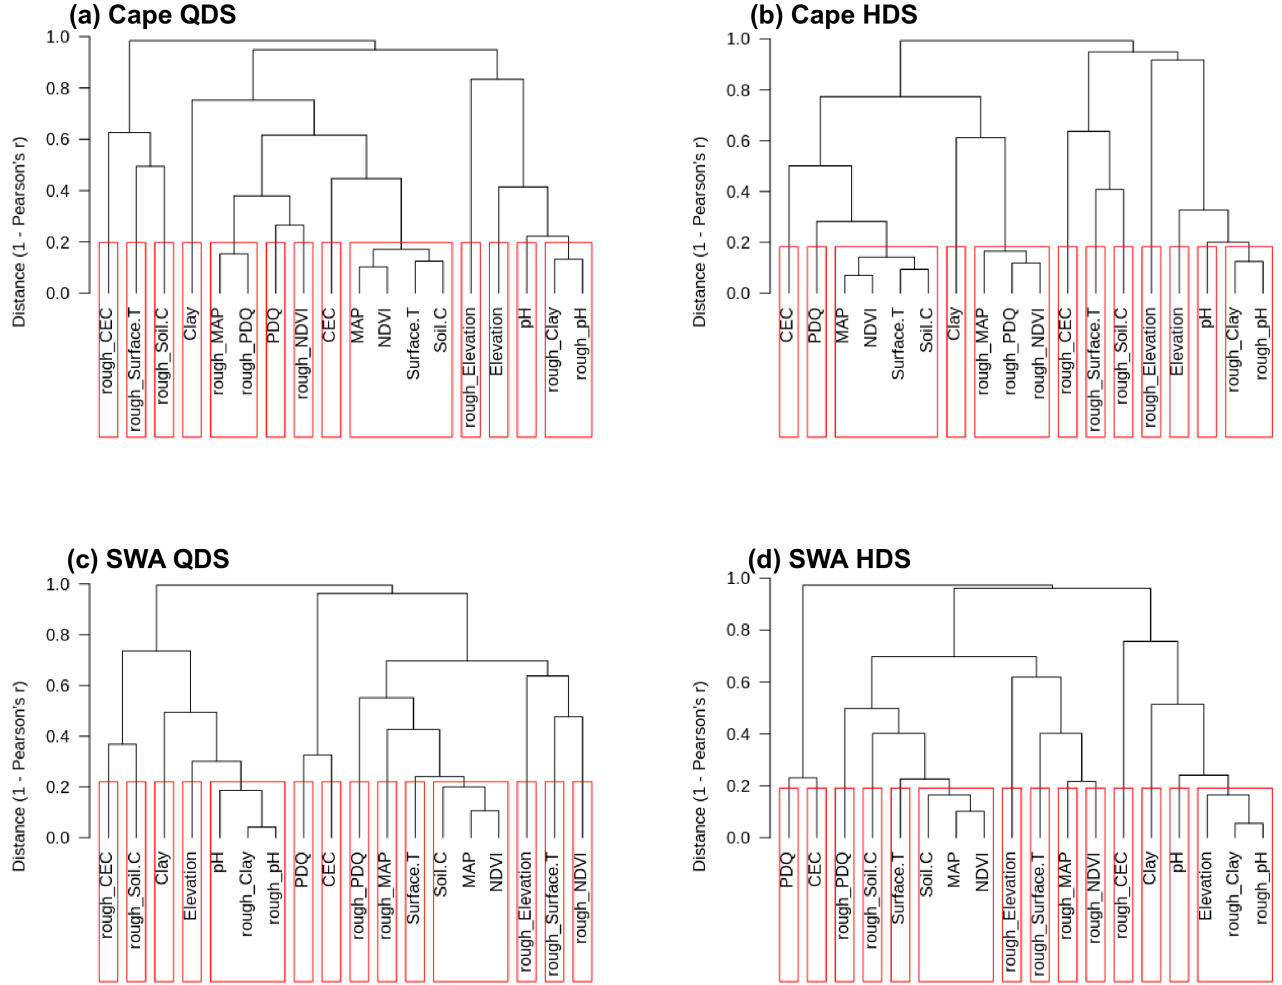 (a) Cape QDS
1.0
0.8
0.6
0.4
0.2
0.0
Distance (1 - Pearson's r)
rough_CEC
rough_Surface.T
rough_Soil.C
Clay
rough_MAP
rough_PDQ
PDQ
rough_NDVI
CEC
MAP
NDVI
Surface.T
Soil.C
rough_Elevation
Elevation
pH
rough_Clay
rough_pH
(b) Cape HDS
1.0
0.8
0.6
0.4
0.2
0.0
Distance (1 - Pearson's r)
CEC
PDQ
MAP
NDVI
Surface.T
Soil.C
Clay
rough_MAP
rough_PDQ
rough_NDVI
rough_CEC
rough_Surface.T
rough_Soil.C
rough_Elevation
Elevation
pH
rough_Clay
rough_pH
(c) SWA QDS
1.0
0.8
0.6
0.4
0.2
0.0
Distance (1 - Pearson's r)
rough_CEC
rough_Soil.C
Clay
Elevation
pH
rough_Clay
rough_pH
PDQ
CEC
rough_PDQ
rough_MAP
Surface.T
Soil.C
MAP
NDVI
rough_Elevation
rough_Surface.T
rough_NDVI
(d) SWA HDS
1.0
0.8
0.6
0.4
0.2
0.0
Distance (1 - Pearson's r)
PDQ
CEC
rough_PDQ
rough_Soil.C
Surface.T
Soil.C
MAP
NDVI
rough_Elevation
rough_Surface.T
rough_MAP
rough_NDVI
rough_CEC
Clay
pH
Elevation
rough_Clay
rough_pH